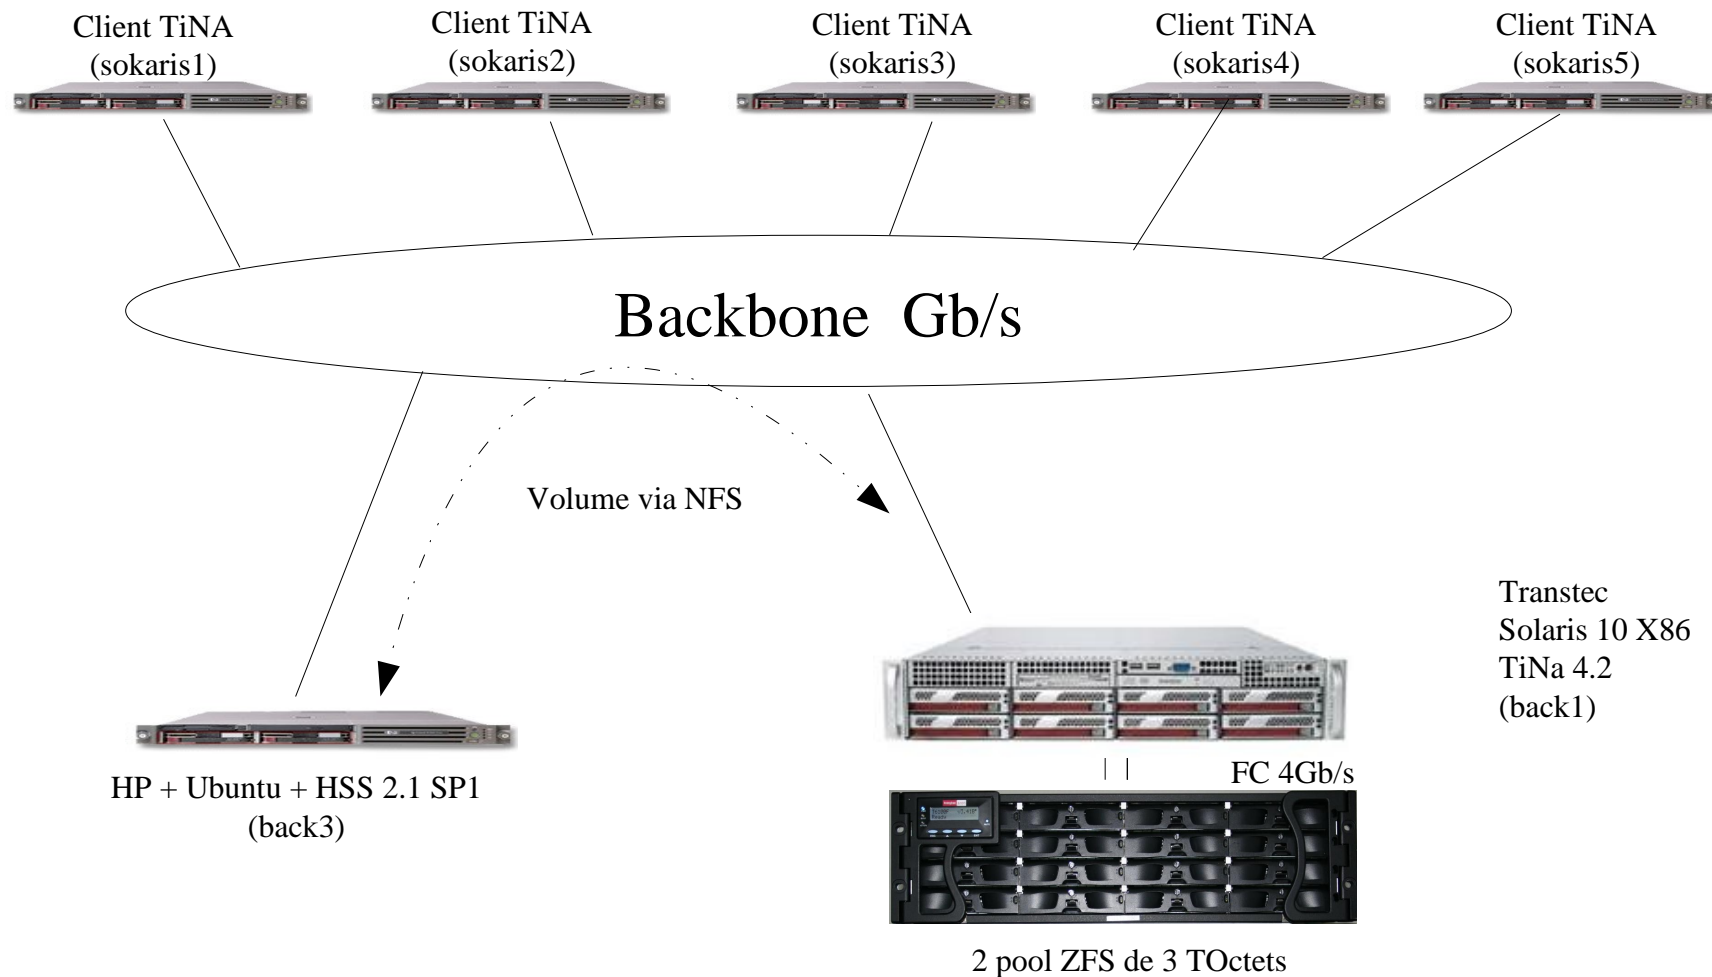 Client TiNA
(sokaris1)
Client TiNA
(sokaris2)
Client TiNA
(sokaris3)
Client TiNA
(sokaris4)
Client TiNA
(sokaris5)
Backbone Gb/s
Volume via NFS
Transtec
Solaris 10 X86
TiNa 4.2
(back1)
HP + Ubuntu + HSS 2.1 SP1
(back3)
FC 4Gb/s
2 pool ZFS de 3 TOctets